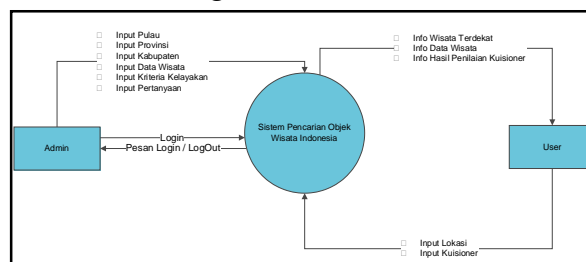 Input Pulau
Input Provinsi
Input Kabupaten
Input Data Wisata
Input Kriteria Kelayakan
Input Pertanyaan
Info Wisata Terdekat
Info Data Wisata
Info Hasil Penilaian Kuisioner
Sistem Pencarian Objek
Wisata Indonesia
Admin
Login
Pesan Login / LogOut
User
Input Lokasi
Input Kuisioner